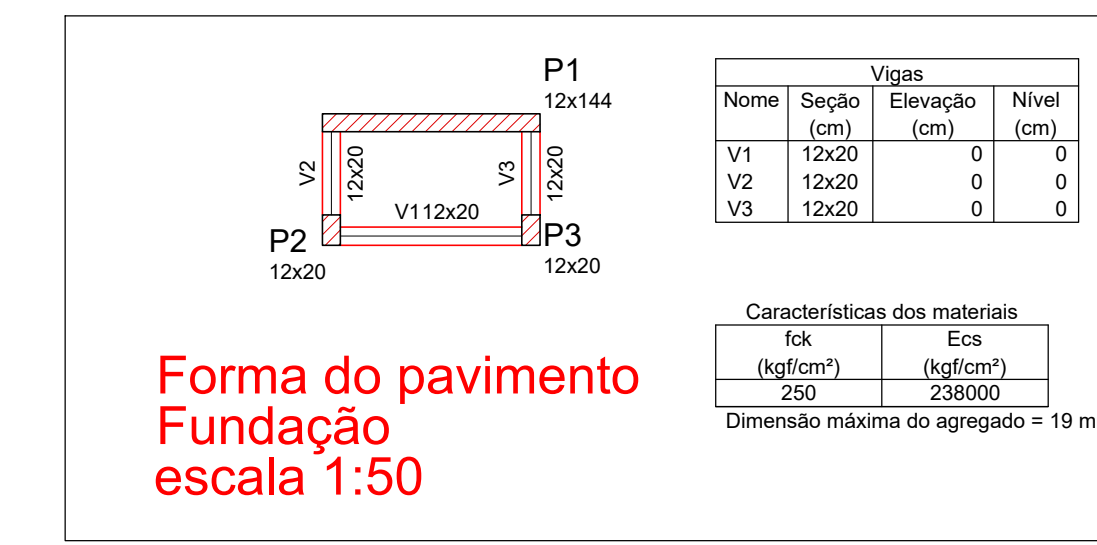 P1
12x144
V2
12x20
V3
12x20
V112x20
P2
12x20
P3
12x20
Forma do pavimento
Fundação
escala 1:50
Vigas
Nome Seção Elevação Nível
(cm) (cm) (cm)
V1 12x20 0 0
V2 12x20 0 0
V3 12x20 0 0
Características dos materiais
fck Ecs
(kgf/cm²) (kgf/cm²)
250 238000
Dimensão máxima do agregado = 19 m